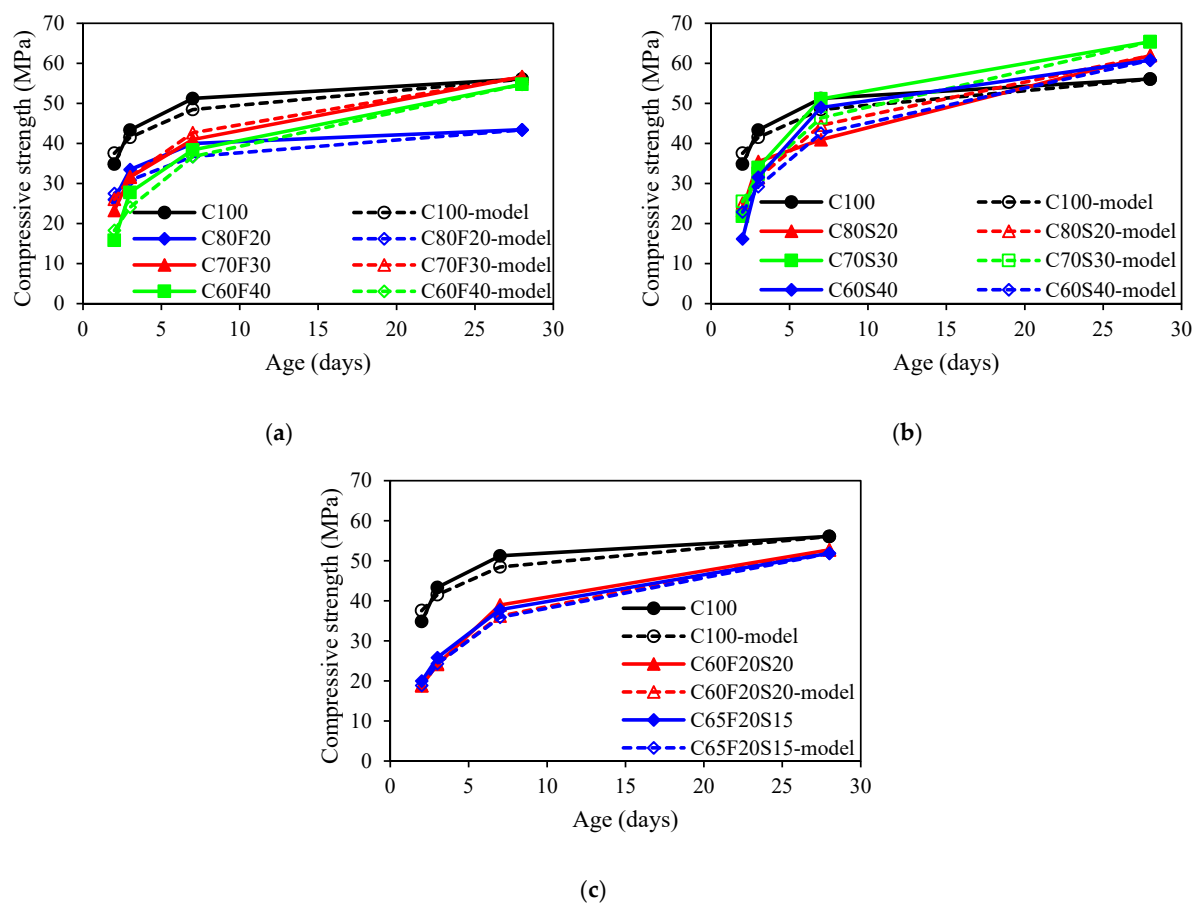 Compressive strength (MPa)
70
60
50
40
30
20
10
0
C100 C100-model
C80F20 C80F20-model
C70F30 C70F30-model
C60F40 C60F40-model
0 5 10 15 20 25 30
Age (days)
(a)
Compressive strength (MPa)
70
60
50
40
30
20
10
0
C100 C100-model
C80S20 C80S20-model
C70S30 C70S30-model
C60S40 C60S40-model
0 5 10 15 20 25 30
Age (days)
(b)
Compressive strength (MPa)
70
60
50
40
30
20
10
0
C100
C100-model
C60F20S20
C60F20S20-model
C65F20S15
C65F20S15-model
0 5 10 15 20 25 30
Age (days)
(c)